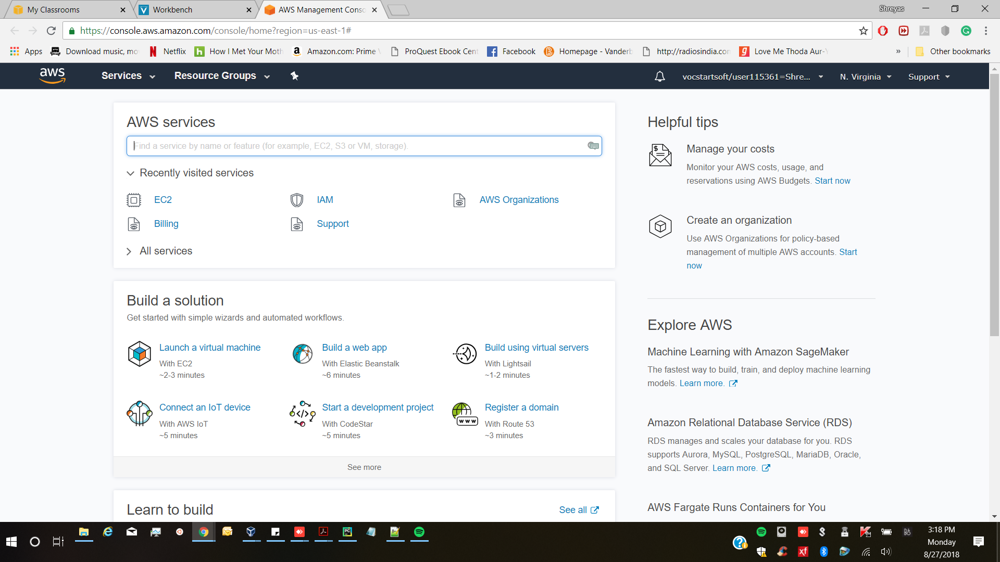 My Classrooms
Workbench
AWS Management Conso
Shreyas
https://console.aws.amazon.com/console/home?region=us-east-1#
Apps
Download music, mo
Netflix
How I Met Your Moth
Amazon.com: Prime
ProQuest Ebook Cent
Facebook
Homepage - Vanderb
http://radiosindia.con
Love Me Thoda Aur-
»
Other bookmarks
aws
Services
Resource Groups
vocstartsoft/user115361=Shre...
N. Virginia
Support
AWS services
Find a service by name or feature (for example, EC2, S3 or VM, storage).
Recently visited services
EC2
IAM
AWS Organizations
Billing
Support
All services
Build a solution
Get started with simple wizards and automated workflows.
Launch a virtual machine
With EC2
~2-3 minutes
Build a web app
With Elastic Beanstalk
~6 minutes
Build using virtual servers
With Lightsail
~1-2 minutes
Connect an IoT device
With AWS IoT
~5 minutes
Start a development project
With CodeStar
~5 minutes
Register a domain
With Route 53
~3 minutes
See more
Learn to build
See all
Helpful tips
Manage your costs
Monitor your AWS costs, usage, and
reservations using AWS Budgets. Start now
Create an organization
Use AWS Organizations for policy-based
management of multiple AWS accounts. Start
now
Explore AWS
Machine Learning with Amazon SageMaker
The fastest way to build, train, and deploy machine learning
models. Learn more.
Amazon Relational Database Service (RDS)
RDS manages and scales your database for you. RDS
supports Aurora, MySQL, PostgreSQL, MariaDB, Oracle,
and SQL Server. Learn more.
AWS Fargate Runs Containers for You
3:18 PM
Monday
8/27/2018